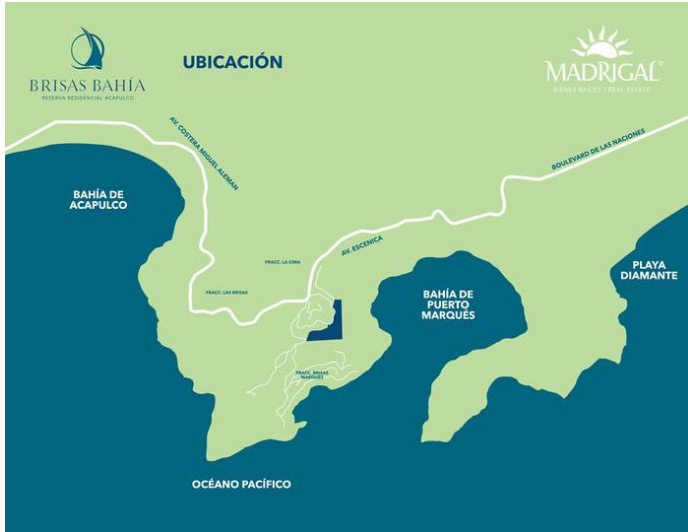 BRISAS BAHÍA
RESERVA RESIDENCIAL ACAPULCO
UBICACIÓN
MADRIGAL®
BIENES RAÍCES | REAL ESTATE
AV. COSTERA MIGUEL ALEMAN
BOULEVARD DE LAS NACIONES
BAHÍA DE
ACAPULCO
AV. ESCENICA
FRACC. LA CIMA
PLAYA
DIAMANTE
FRACC. LAS BRISAS
BAHÍA DE
PUERTO
MARQUÉS
FRACC. BRISAS
MARQUÉS
OCÉANO PACÍFICO